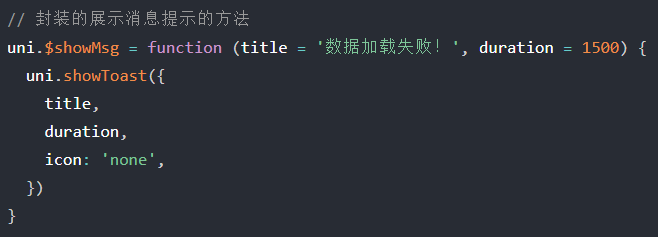 // 封装的展示消息提示的方法
uni.$showMsg = function (title = '数据加载失败！', duration = 1500) {
  uni.showToast({
    title,
    duration,
    icon: 'none',
  })
}